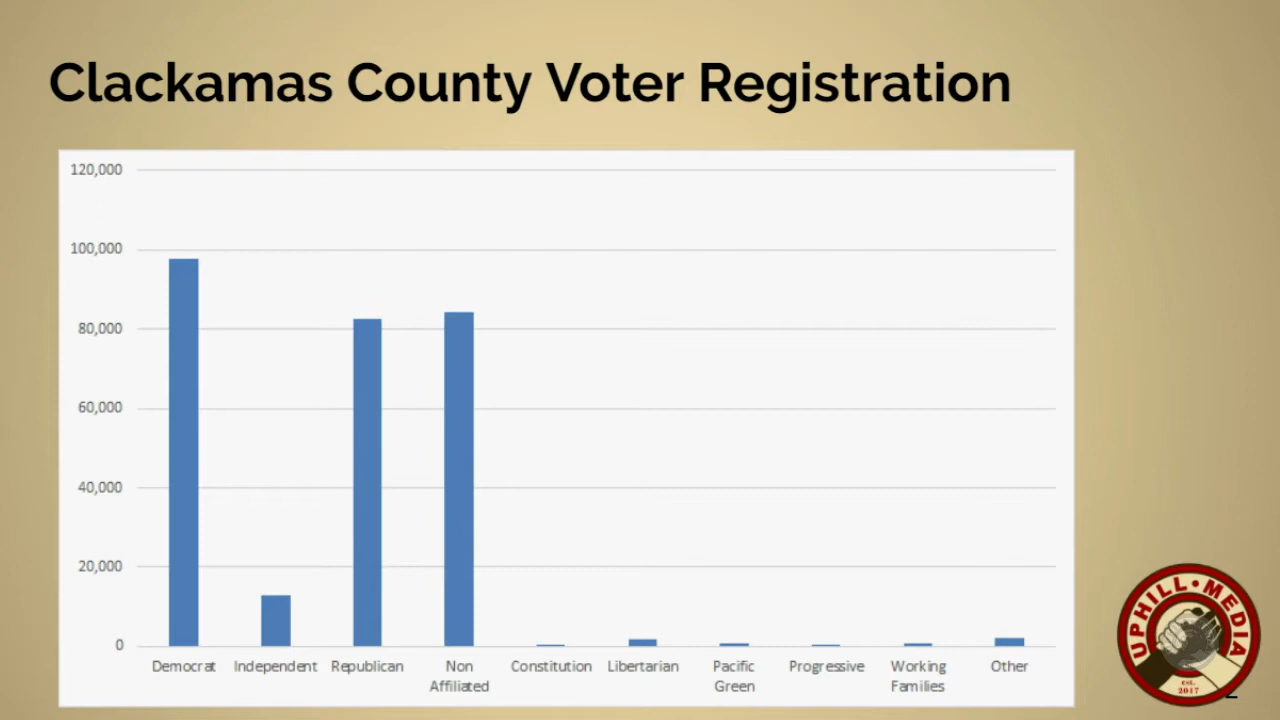 Clackamas County Voter Registration
120,000
100,000
80,000
60,000
40,000
20,000
0
Democrat Independent Republican Non Affiliated Constitution Libertarian Pacific Green Progressive Working Families Other
UPHILL • MEDIA
est.
2017